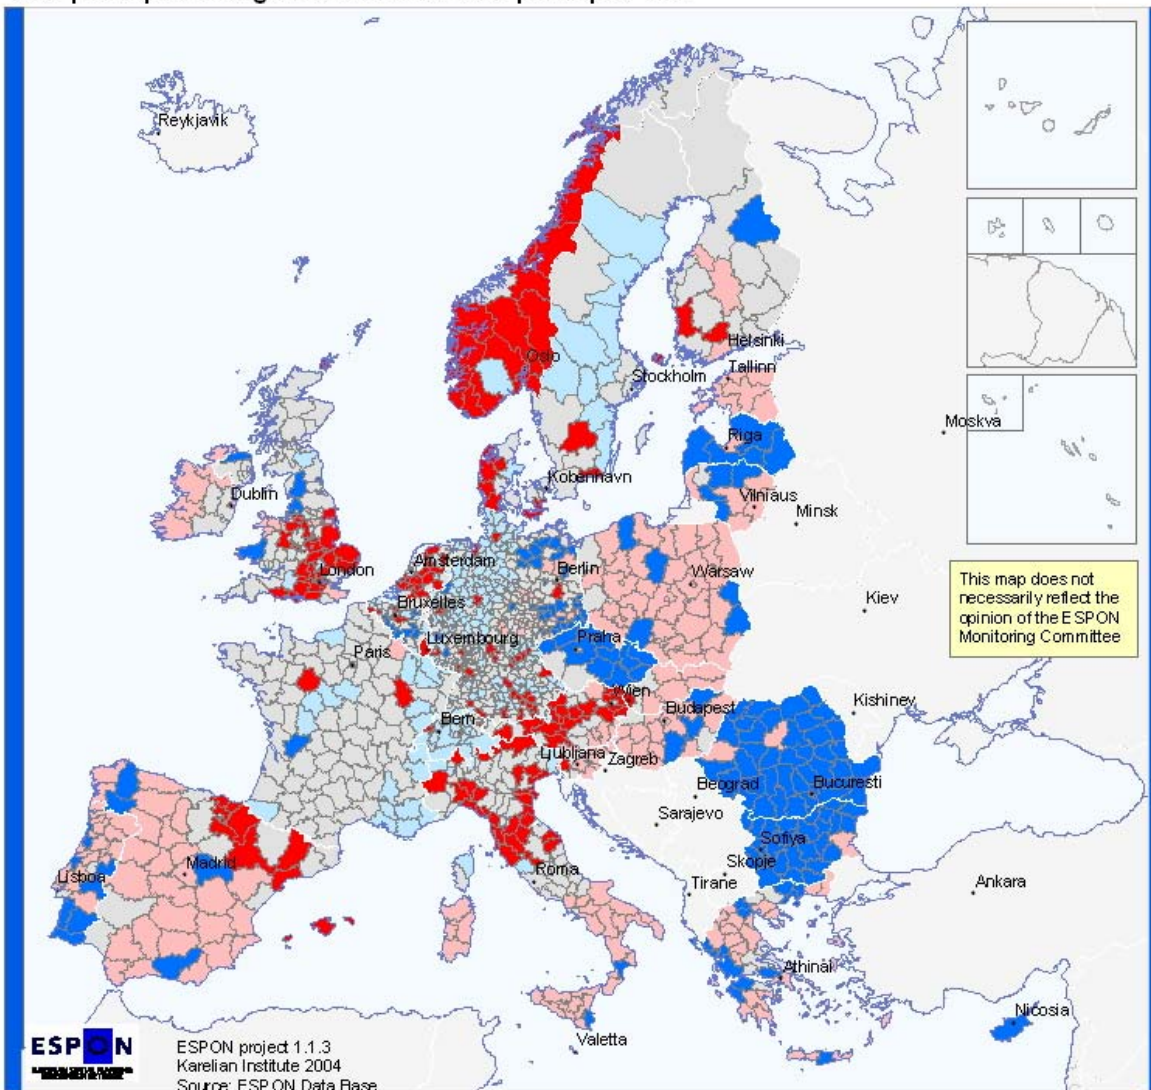 Reykjavik
Oslo
Helsinki
Tallinn
Stockholm
Riga
Moskva
Kobenhavn
Dublin
Vilniaus
Minsk
London
Amsterdam
Berlin
Warsaw
Bruxelles
Kiev
Luxembourg
Praha
Paris
Wien
Kishinev
Bern
Budapest
Ljubljana
Zagreb
Beograd
Bucuresti
Sarajevo
Sofiya
Madrid
Lisboa
Roma
Skopje
Tirane
Ankara
Athinai
Nicosia
Valetta
This map does not
necessarily reflect the
opinion of the ESPON
Monitoring Committee
ESPON
ESPON project 1.1.3
Karelian Institute 2004
Source: ESPON Data Base